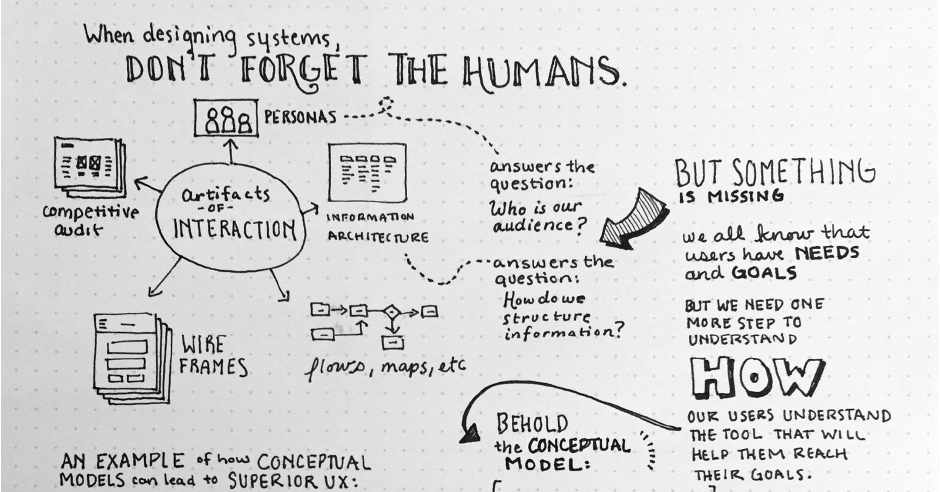 When designing systems,
DON'T FORGET THE HUMANS.
PERSONAS
competitive
audit
artifacts
-OF-
INTERACTION
INFORMATION
ARCHITECTURE
WIRE
FRAMES
flows, maps, etc
answers the
question:
Who is our
audience?
answers the
question:
How do we
structure
information?
BUT SOMETHING
IS MISSING
we all know that
users have NEEDS
and GOALS
BUT WE NEED ONE
MORE STEP TO
UNDERSTAND
HOW
OUR USERS UNDERSTAND
THE TOOL THAT WILL
HELP THEM REACH
THEIR GOALS.
BEHOLD
the CONCEPTUAL
MODEL:
AN EXAMPLE of how CONCEPTUAL
MODELS can lead to SUPERIOR UX: